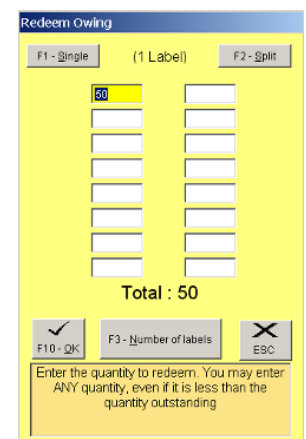 Redeem Owing
F1 - Single (1 Label) F2 - Split
50
Total : 50
F10 - OK F3 - Number of labels ESC
Enter the quantity to redeem. You may enter
ANY quantity, even if it is less than the
quantity outstanding